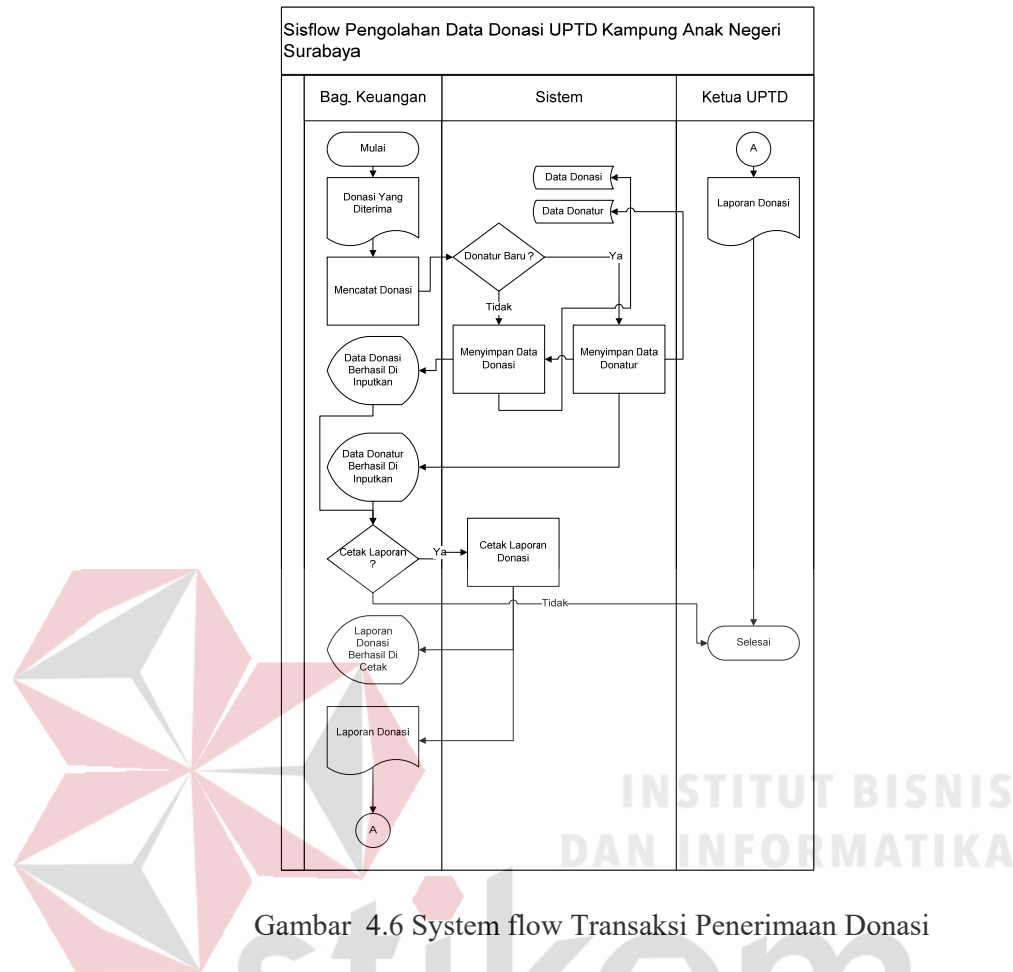 Sisflow Pengolahan Data Donasi UPTD Kampung Anak Negeri
Surabaya
Bag. Keuangan
Sistem
Ketua UPTD
Mulai
A
Donasi Yang
Diterima
Data Donasi
Data Donatur
Laporan Donasi
Mencatat Donasi
Donatur Baru ?
Ya
Tidak
Data Donasi
Berhasil Di
Inputkan
Menyimpan Data
Donasi
Menyimpan Data
Donatur
Data Donatur
Berhasil Di
Inputkan
Cetak Laporan
?
Ya
Cetak Laporan
Donasi
Tidak
Laporan
Donasi
Berhasil Di
Cetak
Selesai
Laporan Donasi
A
INSTITUT BISNIS
DAN INFORMATIKA
Gambar 4.6 System flow Transaksi Penerimaan Donasi
stikom